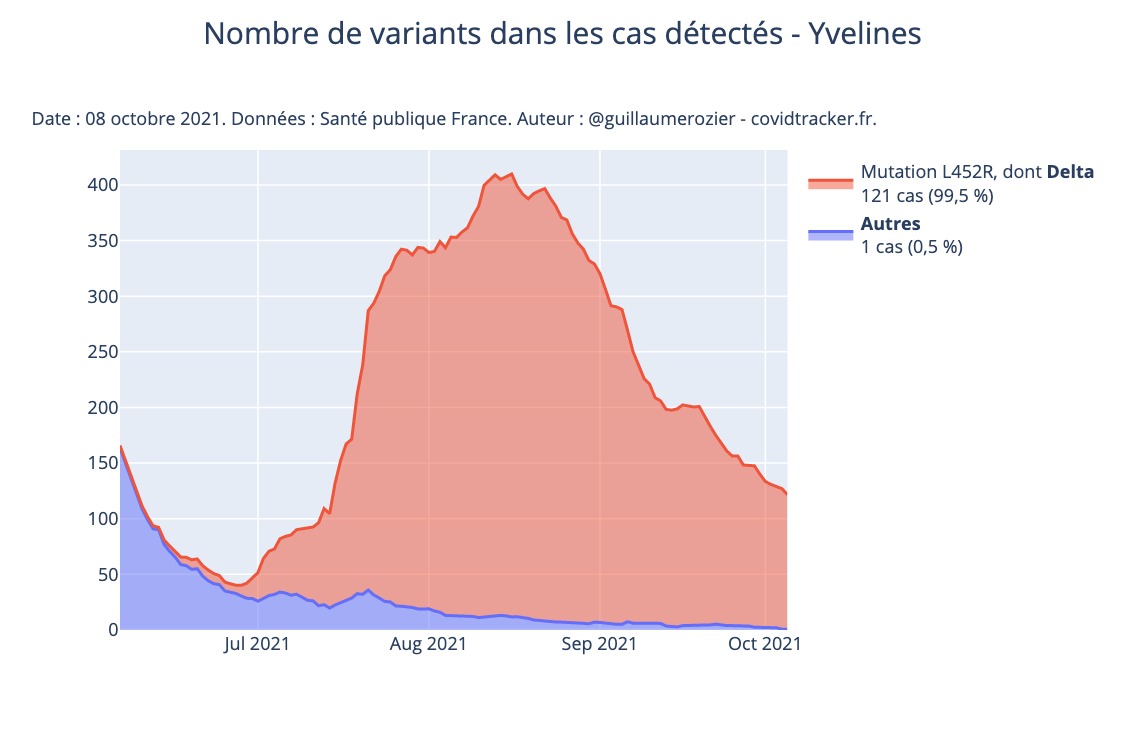 Nombre de variants dans les cas détectés - Yvelines
Date : 08 octobre 2021. Données : Santé publique France. Auteur : @guillaumerozier - covidtracker.fr.
400
350
300
250
200
150
100
50
0
Jul 2021
Aug 2021
Sep 2021
Oct 2021
Mutation L452R, dont Delta
121 cas (99,5 %)
Autres
1 cas (0,5 %)